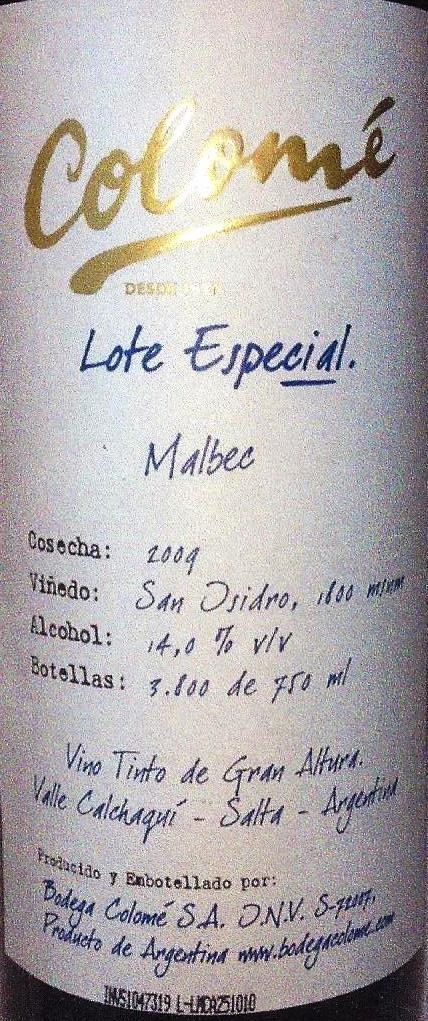 Colomé
DESDE
Lote Especial.
Malbec
Cosecha: 2009
Viñedo: San Isidro, 1800 msnm
Alcohol: 14,0 % v/v
Botellas: 3.800 de 750 ml
Vino Tinto de Gran Altura.
Valle Calchaquí - Salta - Argentina
Producido y Embotellado por:
Bodega Colomé S.A. I.N.V. S-72007,
Producto de Argentina www.bodegacolome.com